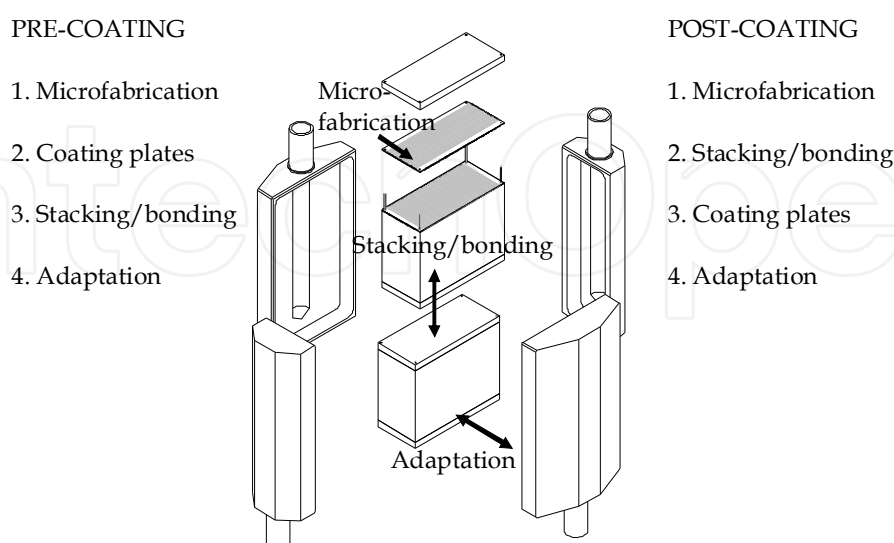 PRE-COATING
1. Microfabrication
2. Coating plates
3. Stacking/bonding
4. Adaptation
Micro-
fabrication
Stacking/bonding
Adaptation
POST-COATING
1. Microfabrication
2. Stacking/bonding
3. Coating plates
4. Adaptation